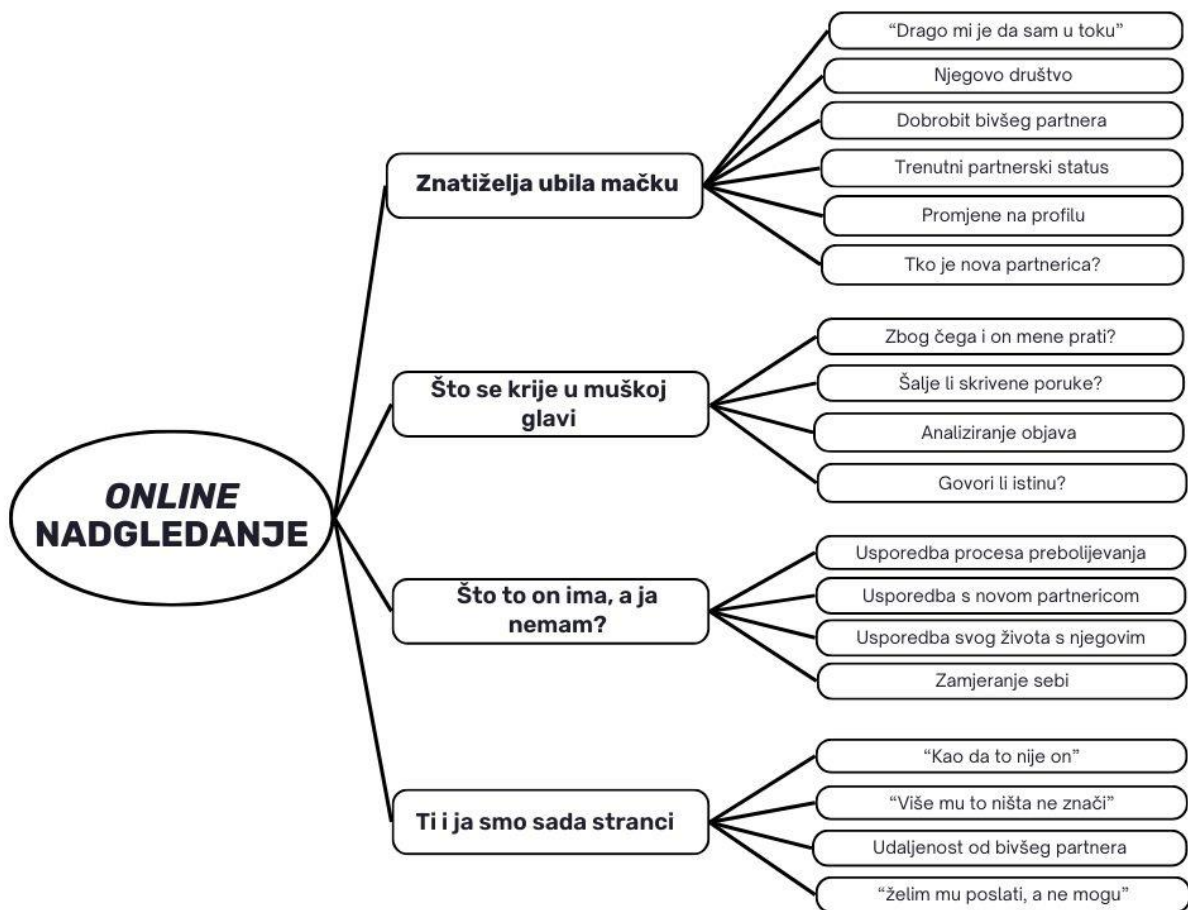 ONLINE
NADGLEDANJE
Znatiželja ubila mačku
“Drago mi je da sam u toku”
Njegovo društvo
Dobrobit bivšeg partnera
Trenutni partnerski status
Promjene na profilu
Tko je nova partnerica?
Što se krije u muškoj
glavi
Zbog čega i on mene prati?
Šalje li skrivene poruke?
Analiziranje objava
Govori li istinu?
Što to on ima, a ja
nemam?
Usporedba procesa prebolijevanja
Usporedba s novom partnericom
Usporedba svog života s njegovim
Zamjeranje sebi
Ti i ja smo sada stranci
“Kao da to nije on”
“Više mu to ništa ne znači”
Udaljenost od bivšeg partnera
“želim mu poslati, a ne mogu”